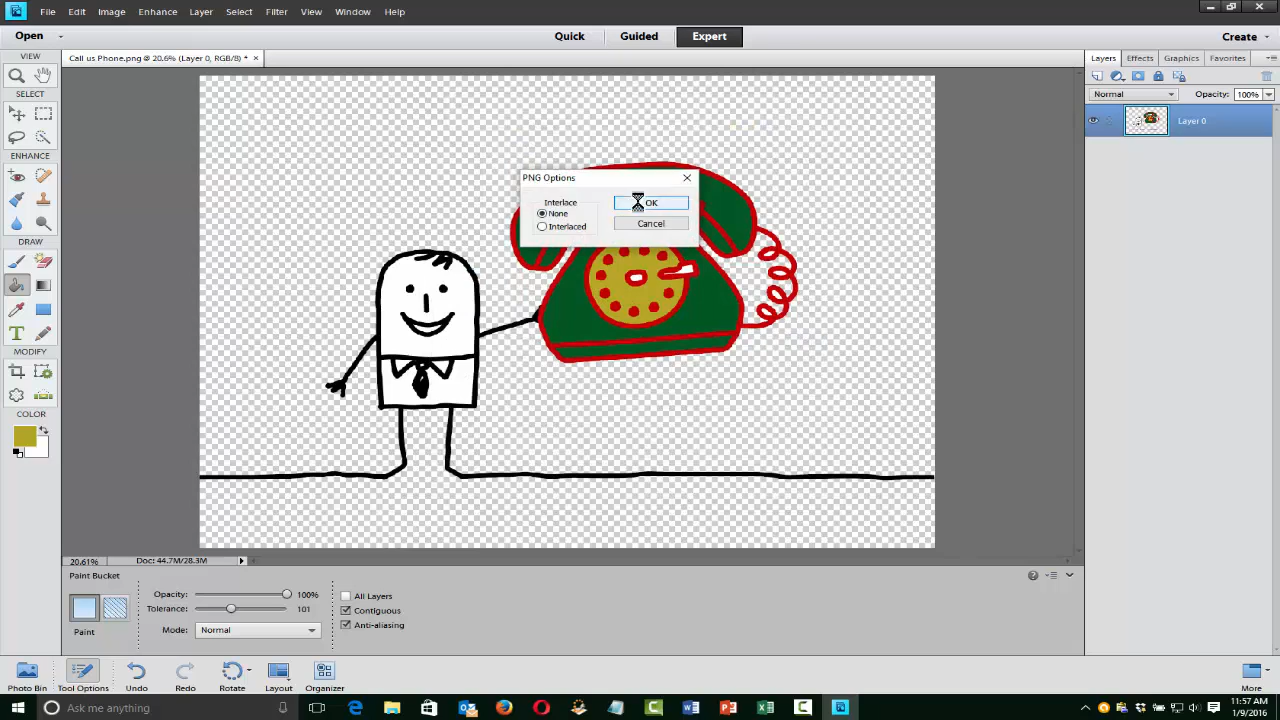 File Edit Image Enhance Layer Select Filter View Window Help
Open Quick Guided Expert Create
VIEW Call us Phone.png @ 20.6% (Layer 0, RGB/8) * × Layers Effects Graphics Favorites
Normal Opacity: 100%
SELECT
Layer 0
ENHANCE
PNG Options
Interlace
None
Interlaced
OK
Cancel
DRAW
MODIFY
COLOR
20.61% Doc: 44.7M/28.3M
Paint Bucket
Opacity: 100%
Tolerance: 101
Mode: Normal
Paint
All Layers
Contiguous
Anti-aliasing
Photo Bin Tool Options Undo Redo Rotate Layout Organizer More
Ask me anything
11:57 AM
1/9/2016